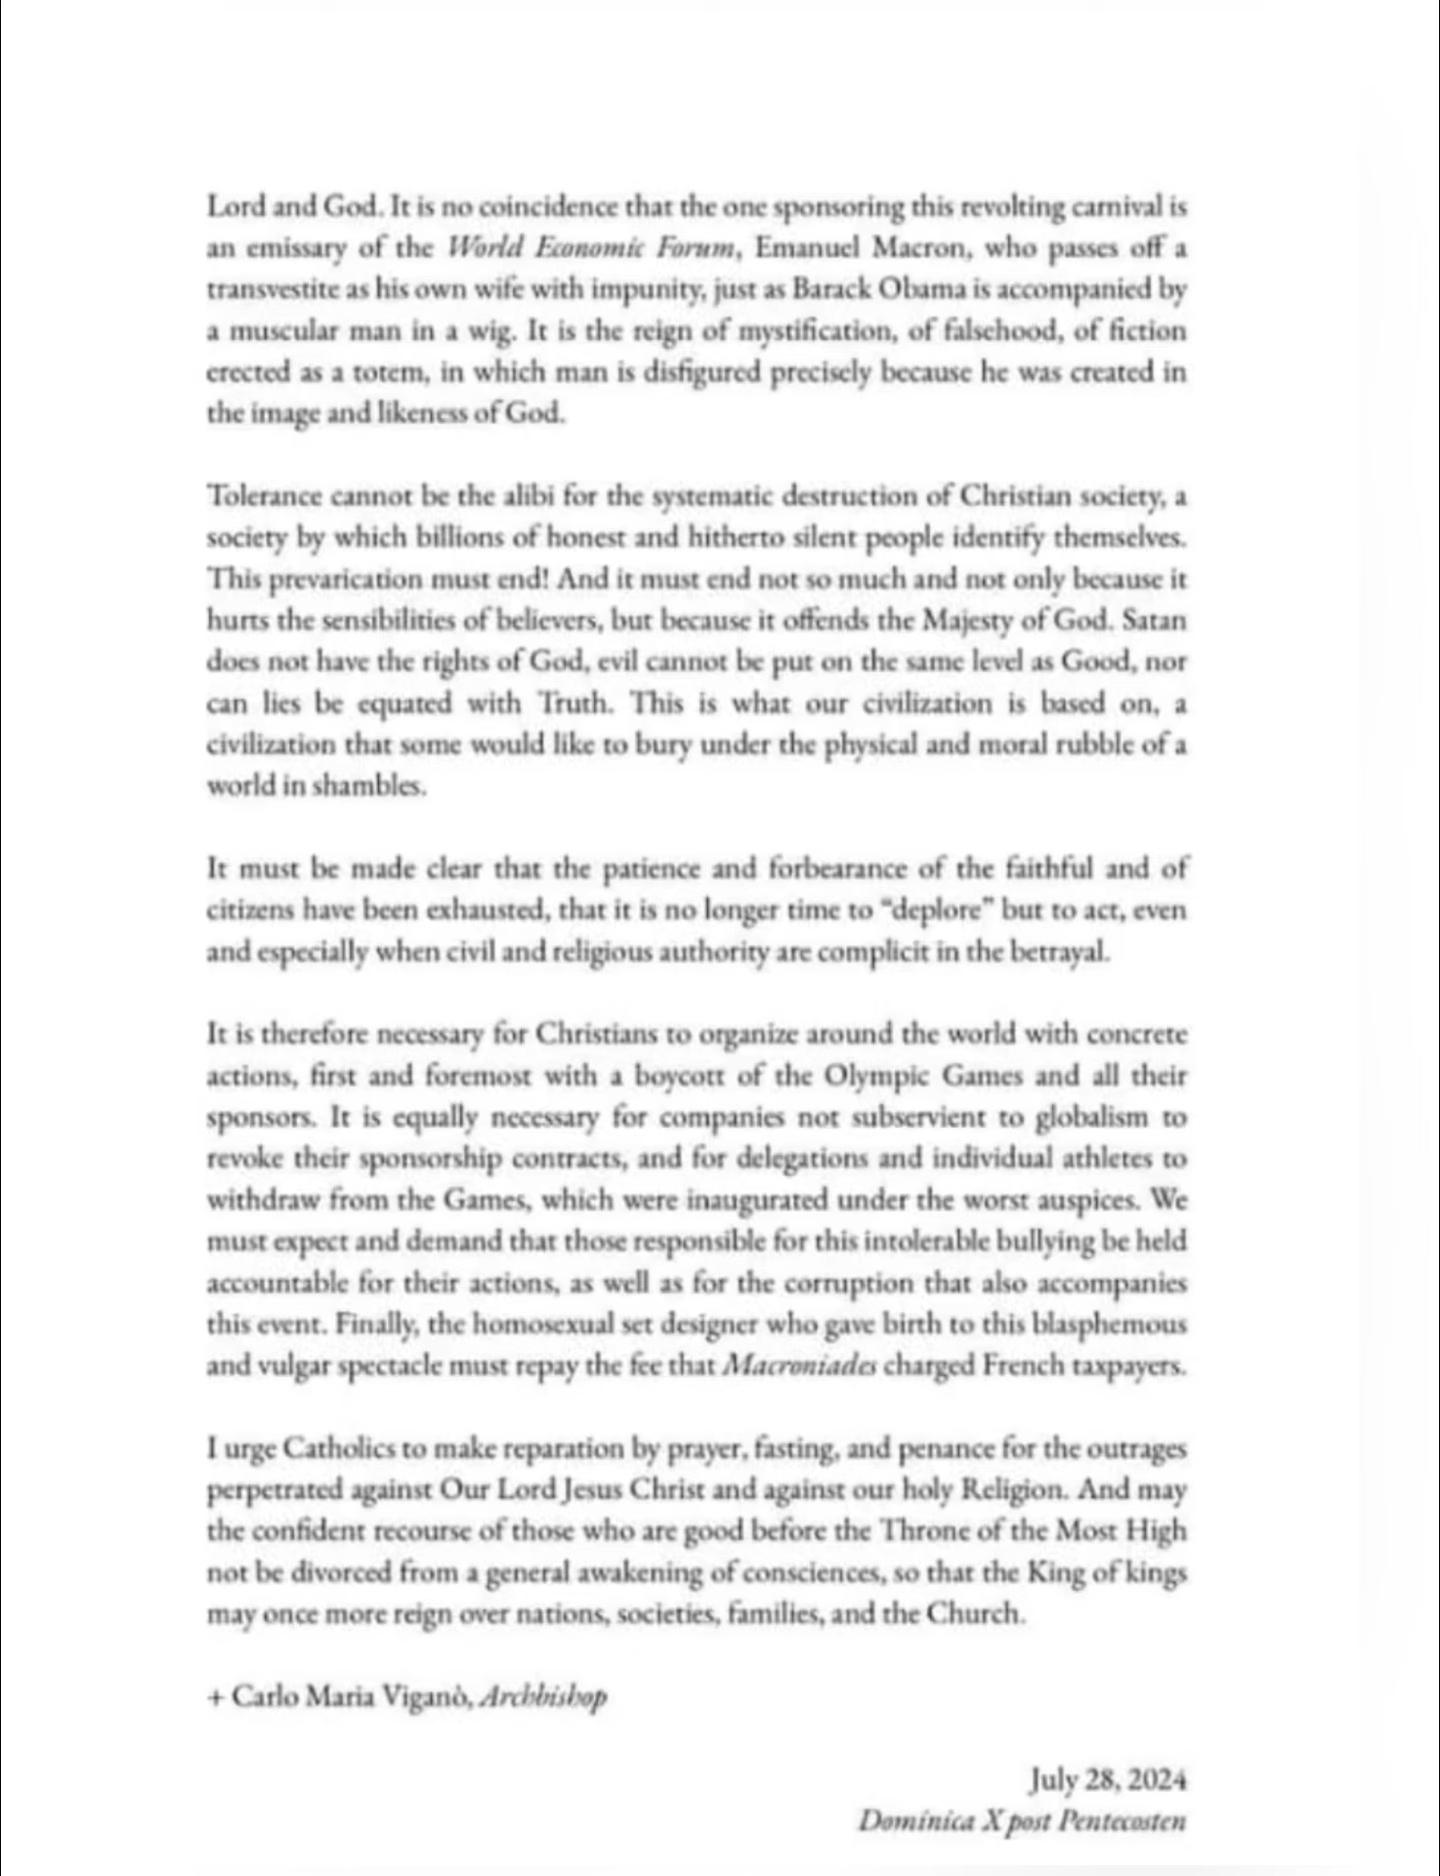 Lord and God. It is no coincidence that the one sponsoring this revolting carnival is
an emissary of the World Economic Forum, Emanuel Macron, who passes off a
transvestite as his own wife with impunity, just as Barack Obama is accompanied by
a muscular man in a wig. It is the reign of mystification, of falsehood, of fiction
erected as a totem, in which man is disfigured precisely because he was created in
the image and likeness of God.
Tolerance cannot be the alibi for the systematic destruction of Christian society, a
society by which billions of honest and hitherto silent people identify themselves.
This prevarication must end! And it must end not so much and not only because it
hurts the sensibilities of believers, but because it offends the Majesty of God. Satan
does not have the rights of God, evil cannot be put on the same level as Good, nor
can lies be equated with Truth. This is what our civilization is based on, a
civilization that some would like to bury under the physical and moral rubble of a
world in shambles.
It must be made clear that the patience and forbearance of the faithful and of
citizens have been exhausted, that it is no longer time to “deplore” but to act, even
and especially when civil and religious authority are complicit in the betrayal.
It is therefore necessary for Christians to organize around the world with concrete
actions, first and foremost with a boycott of the Olympic Games and all their
sponsors. It is equally necessary for companies not subservient to globalism to
revoke their sponsorship contracts, and for delegations and individual athletes to
withdraw from the Games, which were inaugurated under the worst auspices. We
must expect and demand that those responsible for this intolerable bullying be held
accountable for their actions, as well as for the corruption that also accompanies
this event. Finally, the homosexual set designer who gave birth to this blasphemous
and vulgar spectacle must repay the fee that Macroniades charged French taxpayers.
I urge Catholics to make reparation by prayer, fasting, and penance for the outrages
perpetrated against Our Lord Jesus Christ and against our holy Religion. And may
the confident recourse of those who are good before the Throne of the Most High
not be divorced from a general awakening of consciences, so that the King of kings
may once more reign over nations, societies, families, and the Church.
+ Carlo Maria Viganò, Archbishop
July 28, 2024
Dominica X post Pentecosten